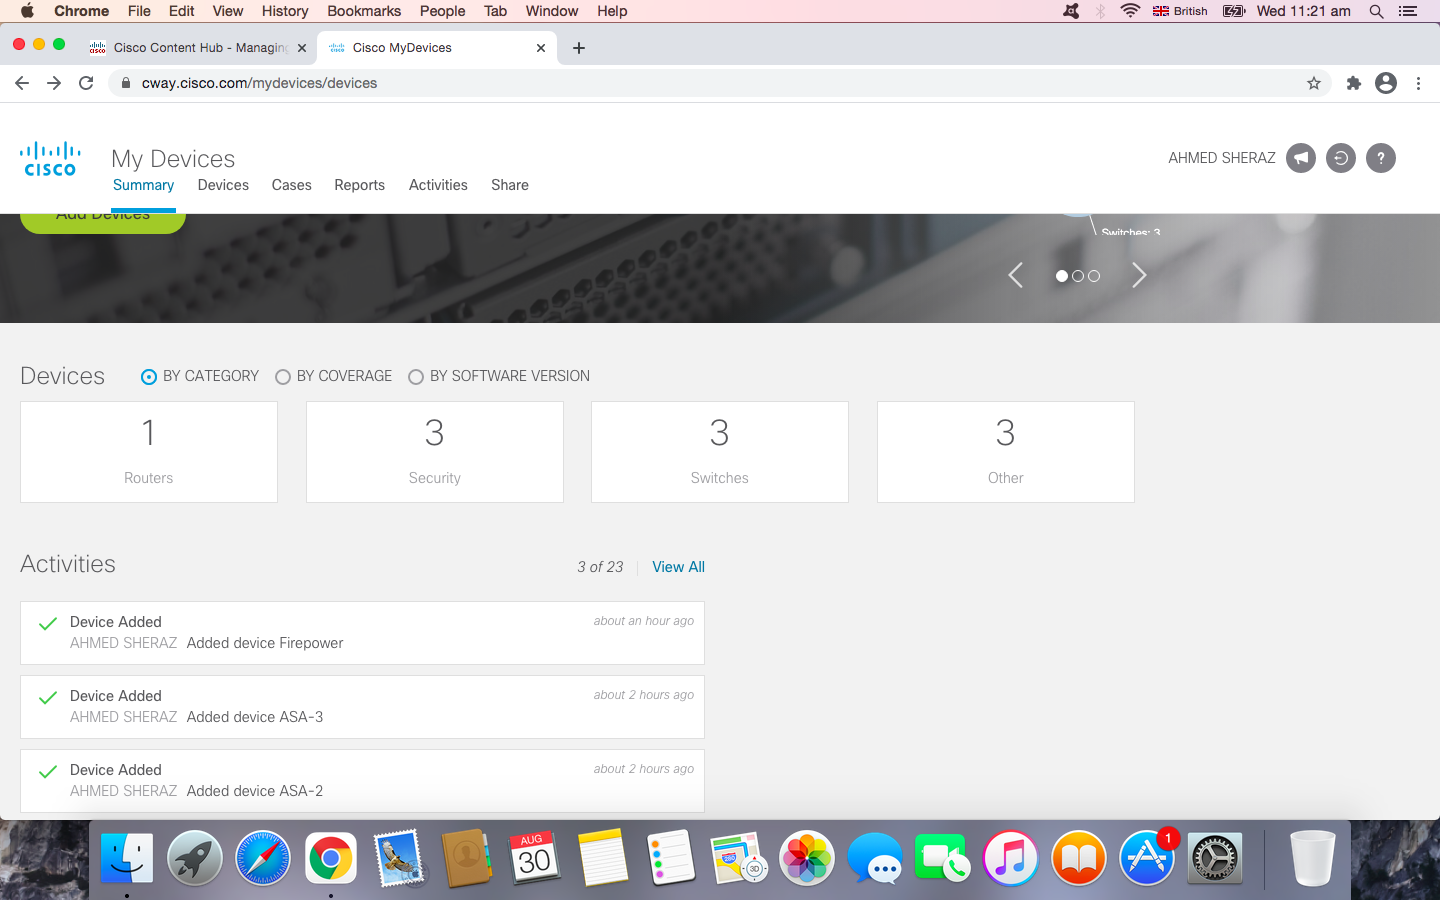 Chrome File Edit View History Bookmarks People Tab Window Help British Wed 11:21 am
Cisco Content Hub - Managing Cisco MyDevices
cway.cisco.com/mydevices/devices
CISCO
My Devices
AHMED SHERAZ ?
Summary Devices Cases Reports Activities Share
Add Devices
Switches: 3
Devices BY CATEGORY BY COVERAGE BY SOFTWARE VERSION
1 3 3 3
Routers Security Switches Other
Activities 3 of 23 View All
Device Added about an hour ago
AHMED SHERAZ Added device Firepower
Device Added about 2 hours ago
AHMED SHERAZ Added device ASA-3
Device Added about 2 hours ago
AHMED SHERAZ Added device ASA-2
AUG
30
280
3D
1